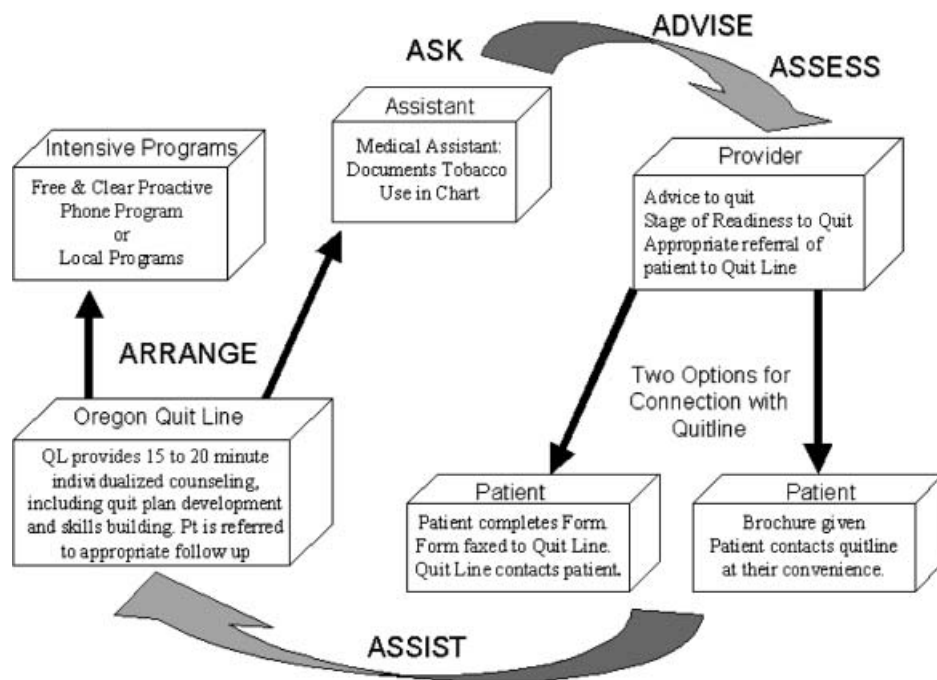 ASK
ADVISE
ASSESS
Assistant
Medical Assistant:
Documents Tobacco
Use in Chart
Provider
Advice to quit
Stage of Readiness to Quit
Appropriate referral of
patient to Quit Line
Intensive Programs
Free & Clear Proactive
Phone Program
or
Local Programs
ARRANGE
Two Options for
Connection with
Quitline
Oregon Quit Line
QL provides 15 to 20 minute
individualized counseling,
including quit plan development
and skills building. Pt is referred
to appropriate follow up
Patient
Patient completes Form.
Form faxed to Quit Line.
Quit Line contacts patient.
Patient
Brochure given
Patient contacts quitline
at their convenience.
ASSIST